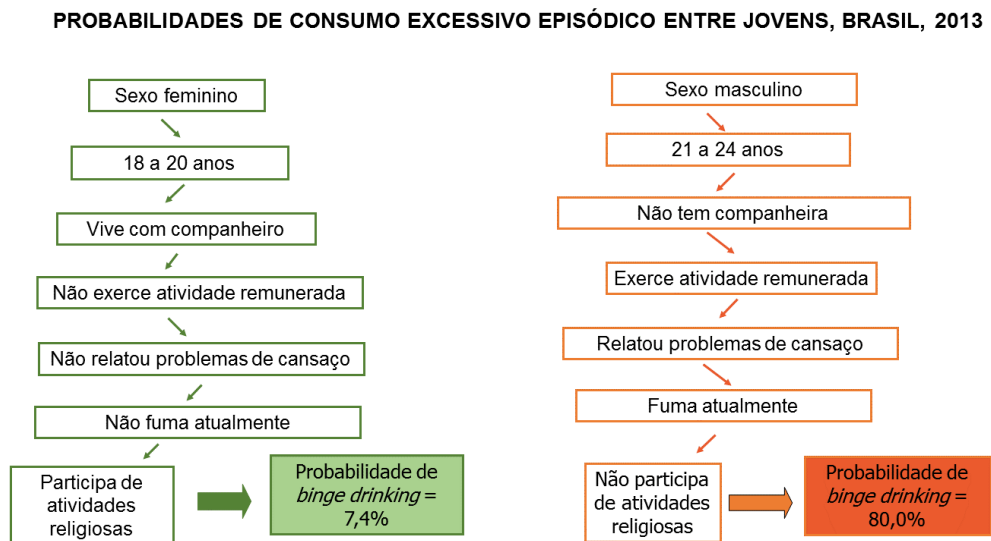 PROBABILIDADES DE CONSUMO EXCESSIVO EPISÓDICO ENTRE JOVENS, BRASIL, 2013
Sexo feminino
18 a 20 anos
Vive com companheiro
Não exerce atividade remunerada
Não relatou problemas de cansaço
Não fuma atualmente
Participa de
atividades
religiosas
Probabilidade de
binge drinking =
7,4%
Sexo masculino
21 a 24 anos
Não tem companheira
Exerce atividade remunerada
Relatou problemas de cansaço
Fuma atualmente
Não participa
de atividades
religiosas
Probabilidade de
binge drinking =
80,0%